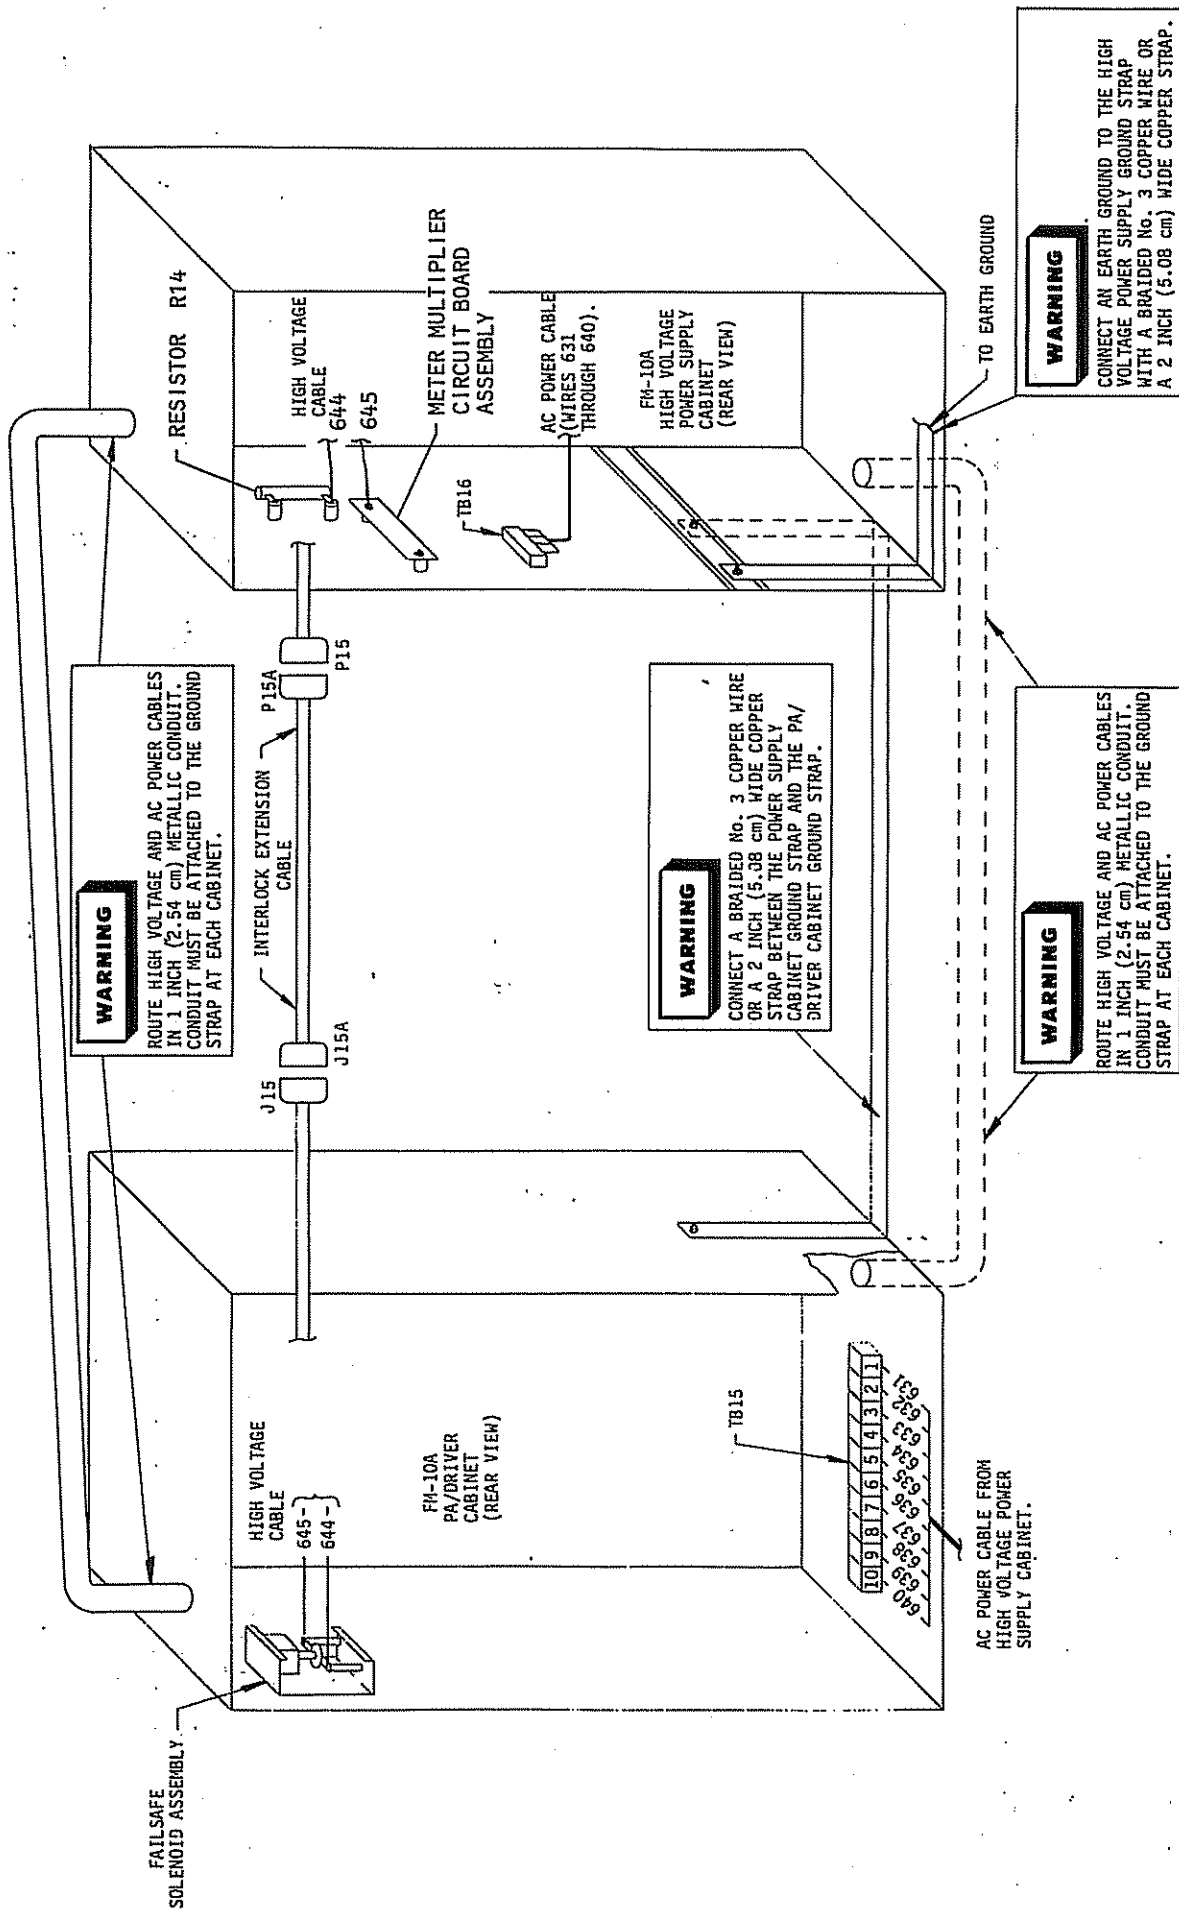 FAILSAFE
SOLENOID ASSEMBLY
HIGH VOLTAGE
CABLE
645-
644-
FM-10A
PA/DRIVER
CABINET
(REAR VIEW)
TB15
10 9 8 7 6 5 4 3 2 1
640 639 638 637 636 635 634 633 632 631
AC POWER CABLE FROM
HIGH VOLTAGE POWER
SUPPLY CABINET.
WARNING
ROUTE HIGH VOLTAGE AND AC POWER CABLES
IN 1 INCH (2.54 cm) METALLIC CONDUIT.
CONDUIT MUST BE ATTACHED TO THE GROUND
STRAP AT EACH CABINET.
J15
J15A
INTERLOCK EXTENSION
CABLE
P15A
P15
WARNING
CONNECT A BRAIDED No. 3 COPPER WIRE
OR A 2 INCH (5.08 cm) WIDE COPPER
STRAP BETWEEN THE POWER SUPPLY
CABINET GROUND STRAP AND THE PA/
DRIVER CABINET GROUND STRAP.
WARNING
ROUTE HIGH VOLTAGE AND AC POWER CABLES
IN 1 INCH (2.54 cm) METALLIC CONDUIT.
CONDUIT MUST BE ATTACHED TO THE GROUND
STRAP AT EACH CABINET.
RESISTOR R14
HIGH VOLTAGE
CABLE
644
645
METER MULTIPLIER
CIRCUIT BOARD
ASSEMBLY
TB16
AC POWER CABLE
(WIRES 631
THROUGH 640).
FM-10A
HIGH VOLTAGE
POWER SUPPLY
CABINET
(REAR VIEW)
TO EARTH GROUND
WARNING
CONNECT AN EARTH GROUND TO THE HIGH
VOLTAGE POWER SUPPLY GROUND STRAP
WITH A BRAIDED No. 3 COPPER WIRE OR
A 2 INCH (5.08 cm) WIDE COPPER STRAP.